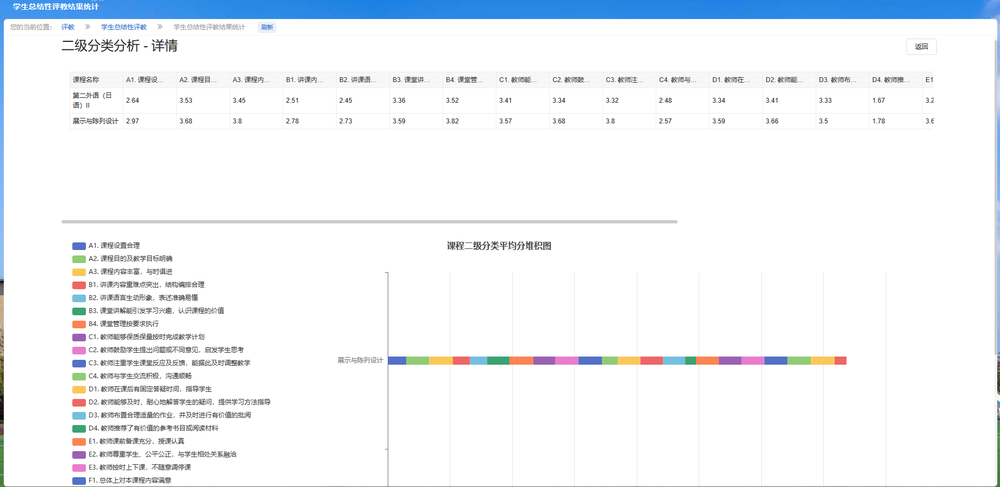 学生总结性评教结果统计
您的当前位置： 评教 学生总结性评教 学生总结性评教结果统计 刷新
二级分类分析 - 详情
返回
课程名称 A1. 课程设... A2. 课程目... A3. 课程内... B1. 讲课内... B2. 讲课语... B3. 课堂讲... B4. 课堂管... C1. 教师能... C2. 教师鼓... C3. 教师注... C4. 教师与... D1. 教师在... D2. 教师能... D3. 教师布... D4. 教师推... E1
第二外语（日语）II 2.64 3.53 3.45 2.51 2.45 3.36 3.52 3.41 3.34 3.32 2.48 3.34 3.41 3.33 1.67 3.2
展示与陈列设计 2.97 3.68 3.8 2.78 2.73 3.59 3.82 3.57 3.68 3.8 2.57 3.59 3.66 3.5 1.78 3.6
课程二级分类平均分堆积图
A1. 课程设置合理
A2. 课程目的及教学目标明确
A3. 课程内容丰富，与时俱进
B1. 讲课内容重难点突出，结构编排合理
B2. 讲课语言生动形象，表述准确易懂
B3. 课堂讲解能引发学习兴趣，认识课程的价值
B4. 课堂管理按要求执行
C1. 教师能够保质保量按时完成教学计划
C2. 教师鼓励学生提出问题或不同意见，启发学生思考
C3. 教师注重学生课堂反应及反馈，能据此及时调整教学
C4. 教师与学生交流积极，沟通顺畅
D1. 教师在课后有固定答疑时间，指导学生
D2. 教师能够及时、耐心地解答学生的疑问，提供学习方法指导
D3. 教师布置合理适量的作业，并及时进行有价值的批阅
D4. 教师推荐了有价值的参考书目或阅读材料
E1. 教师课前备课充分，授课认真
E2. 教师尊重学生、公平公正，与学生相处关系融洽
E3. 教师按时上下课，不随意调停课
F1. 总体上对本课程内容满意
展示与陈列设计